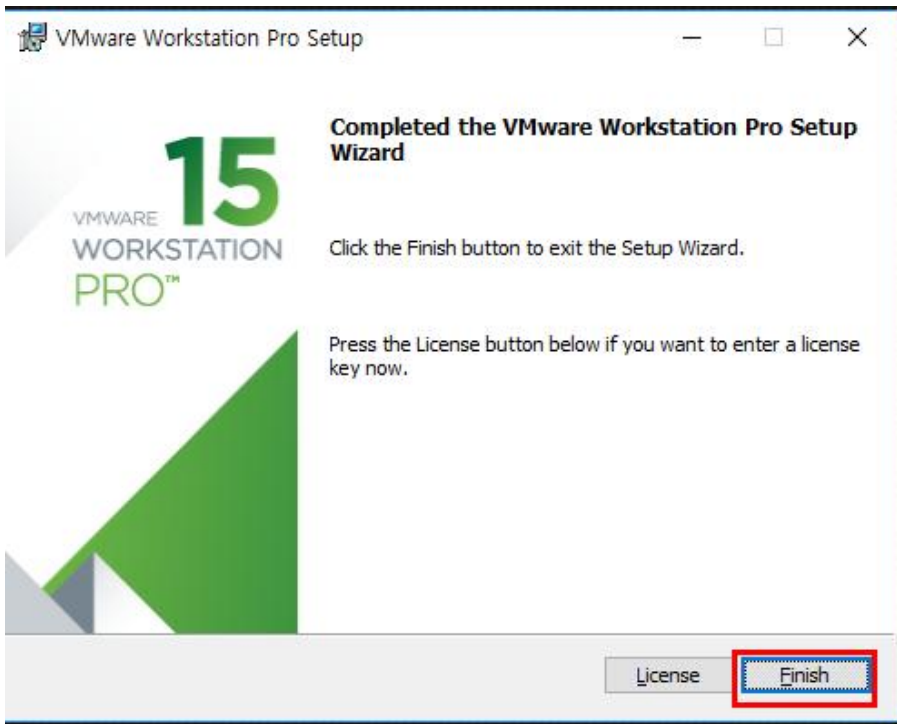 VMware Workstation Pro Setup
Completed the VMware Workstation Pro Setup
Wizard
15
VMWARE
WORKSTATION
PRO™
Click the Finish button to exit the Setup Wizard.
Press the License button below if you want to enter a license
key now.
License
Finish